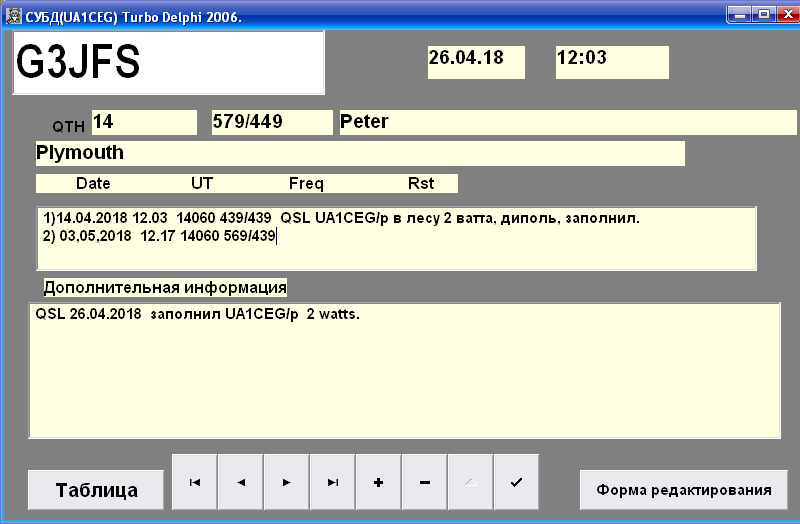 СУБД(UA1CEG) Turbo Delphi 2006.
G3JFS
26.04.18 12:03
QTH 14 579/449 Peter
Plymouth
Date UT Freq Rst
1)14.04.2018 12.03 14060 439/439 QSL UA1CEG/p в лесу 2 ватта, диполь, заполнил.
2) 03,05,2018 12.17 14060 569/439
Дополнительная информация
QSL 26.04.2018 заполнил UA1CEG/p 2 watts.
Таблица
Форма редактирования